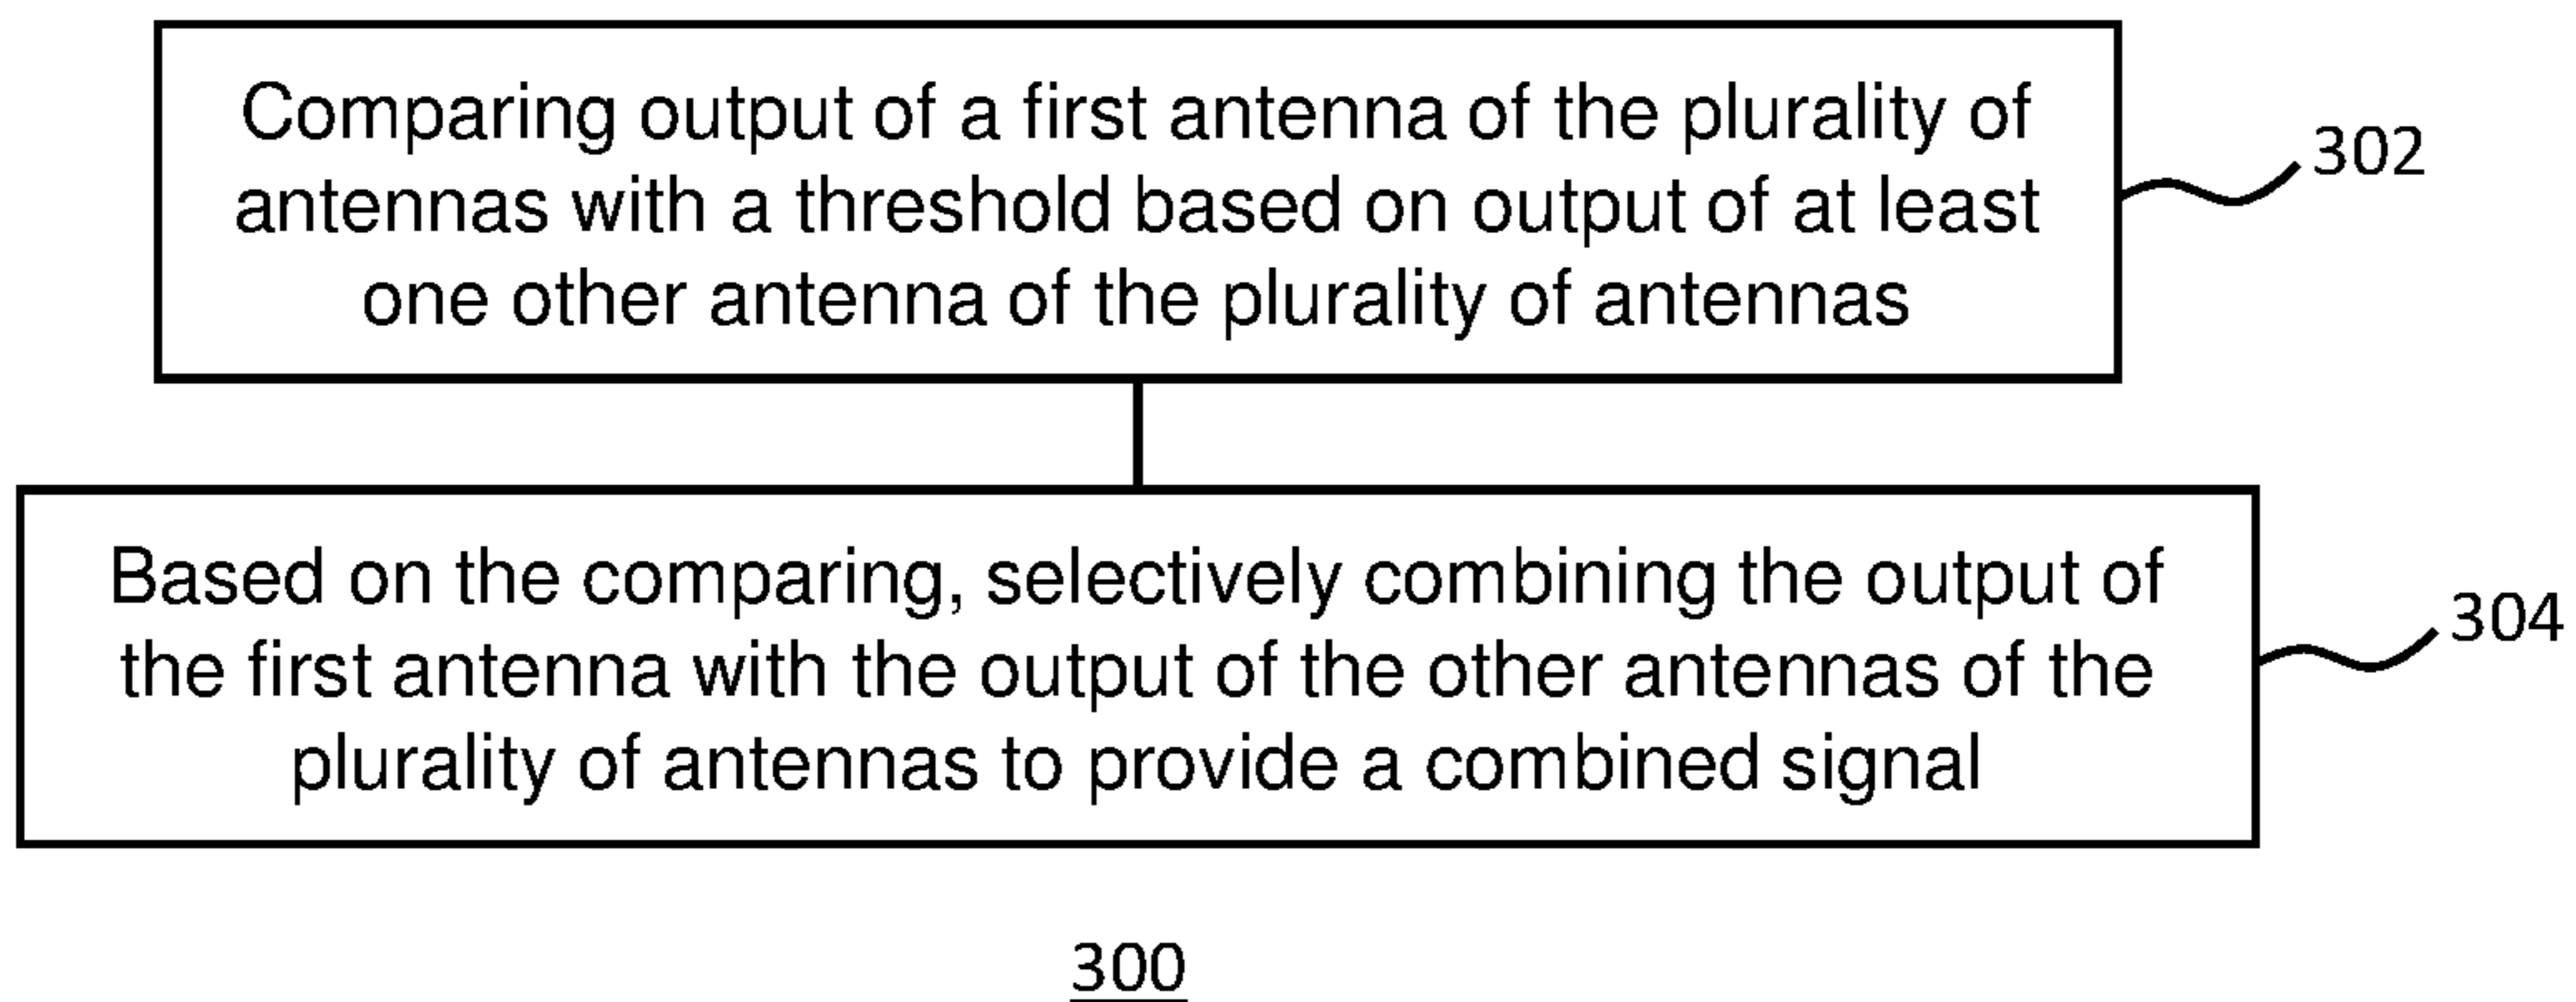 Comparing output of a first antenna of the plurality of
antennas with a threshold based on output of at least
one other antenna of the plurality of antennas
302
Based on the comparing, selectively combining the output of
the first antenna with the output of the other antennas of the
plurality of antennas to provide a combined signal
304
300